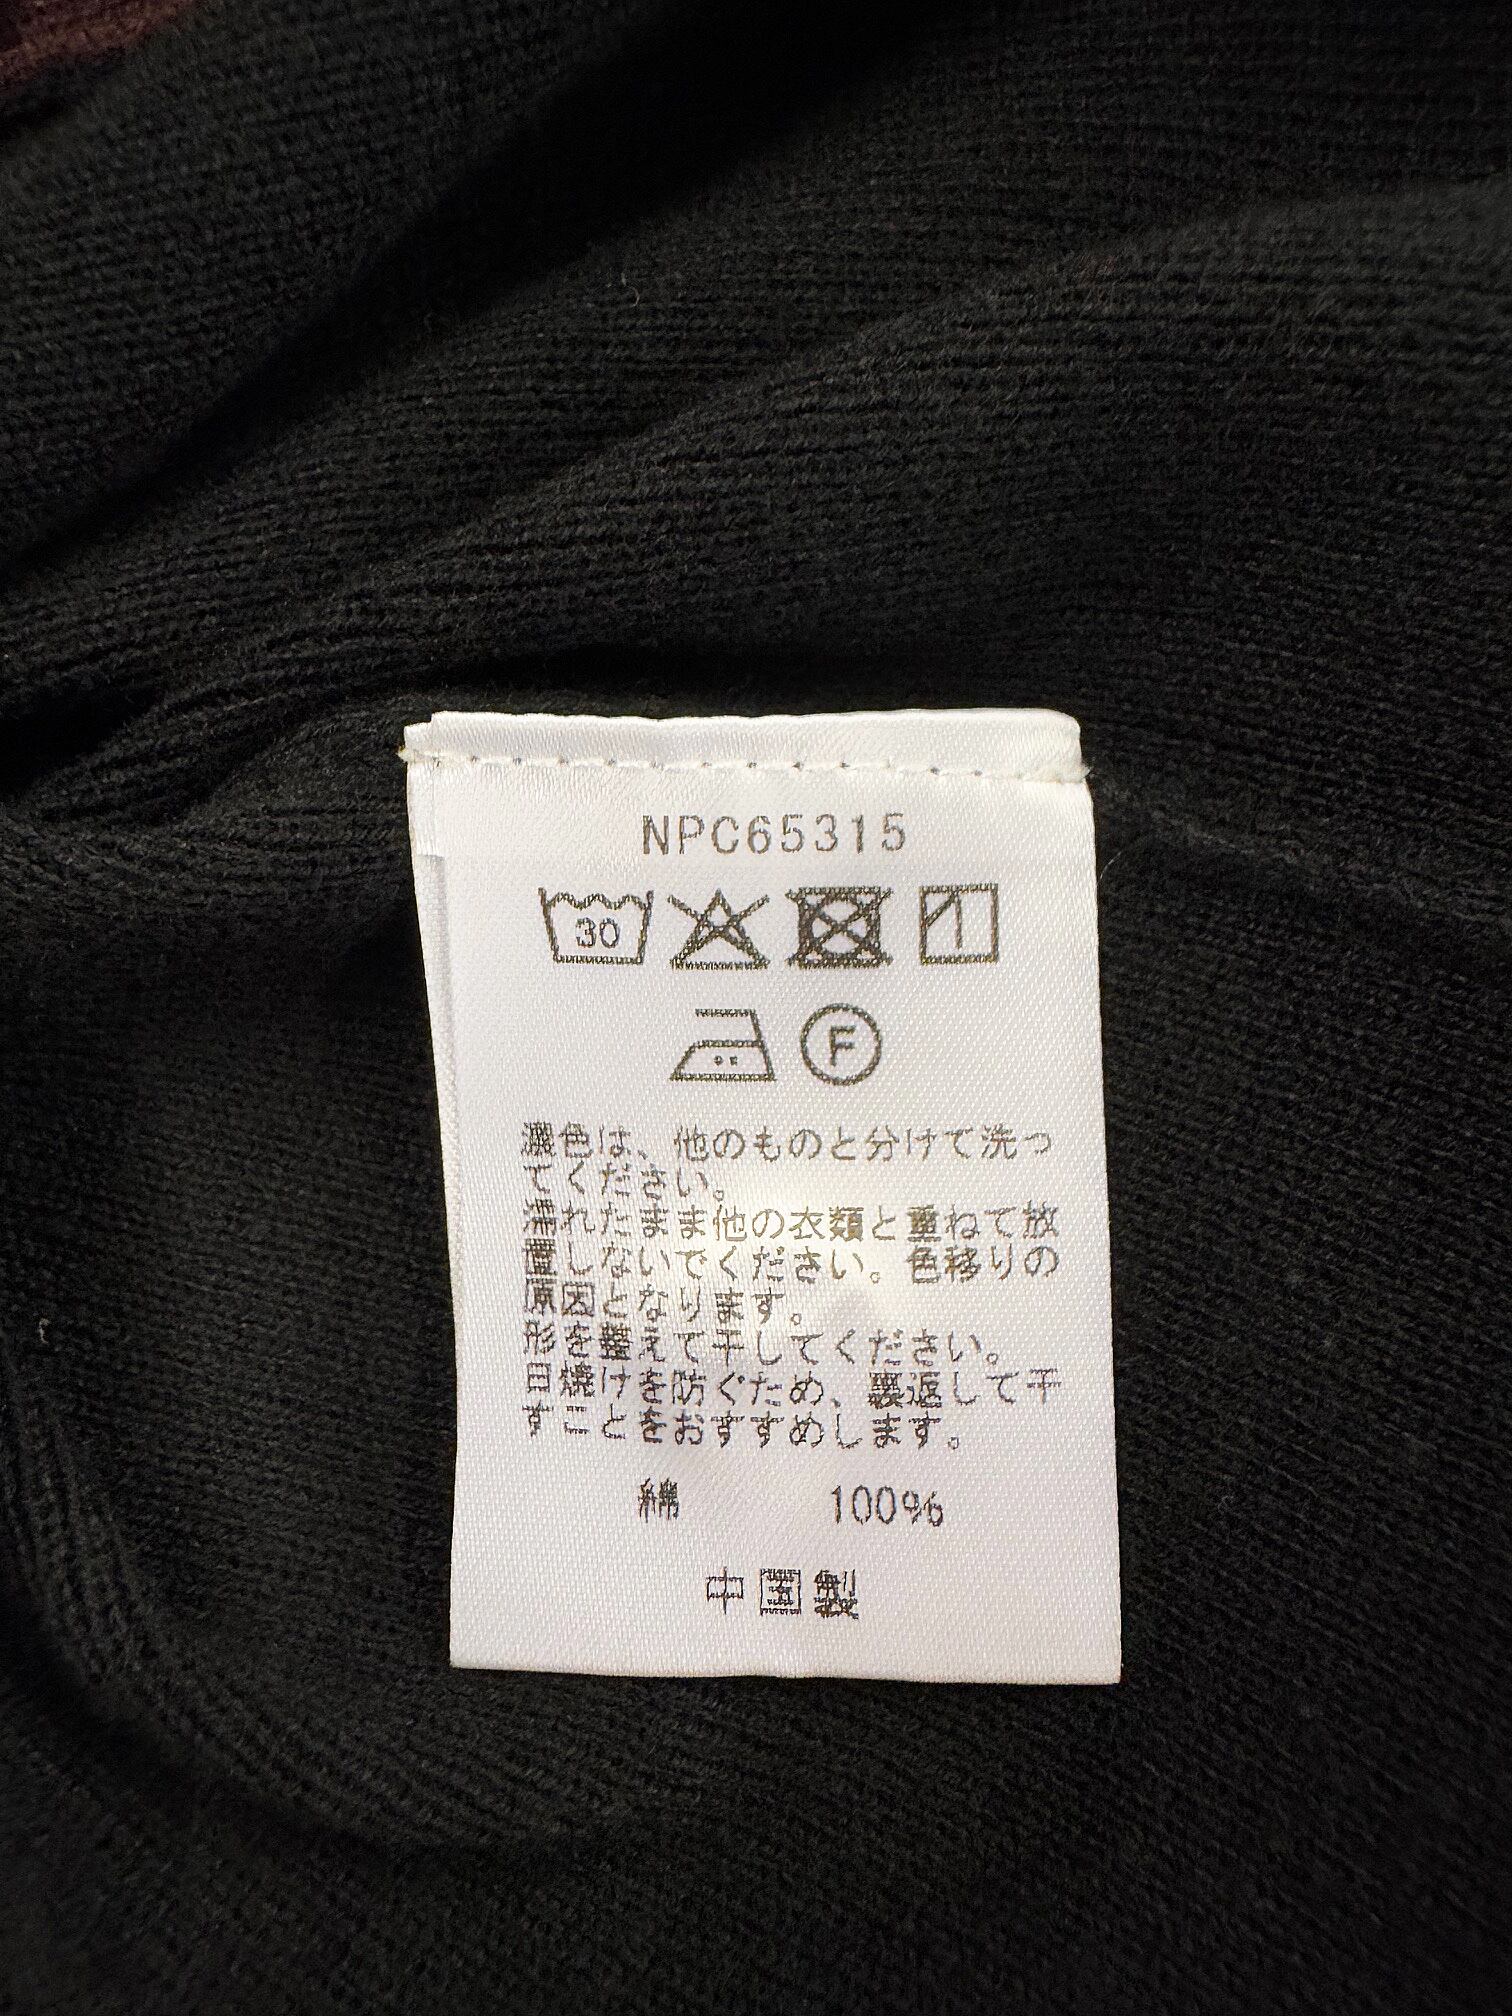 NPC65315
30
F
濃色は、他のものと分けて洗っ
てください。
濡れたまま他の衣類と重ねて放
置しないでください。色移りの
原因となります。
形を整えて干してください。
日焼けを防ぐため、裏返して干
すことをおすすめします。
綿 100%
中国製